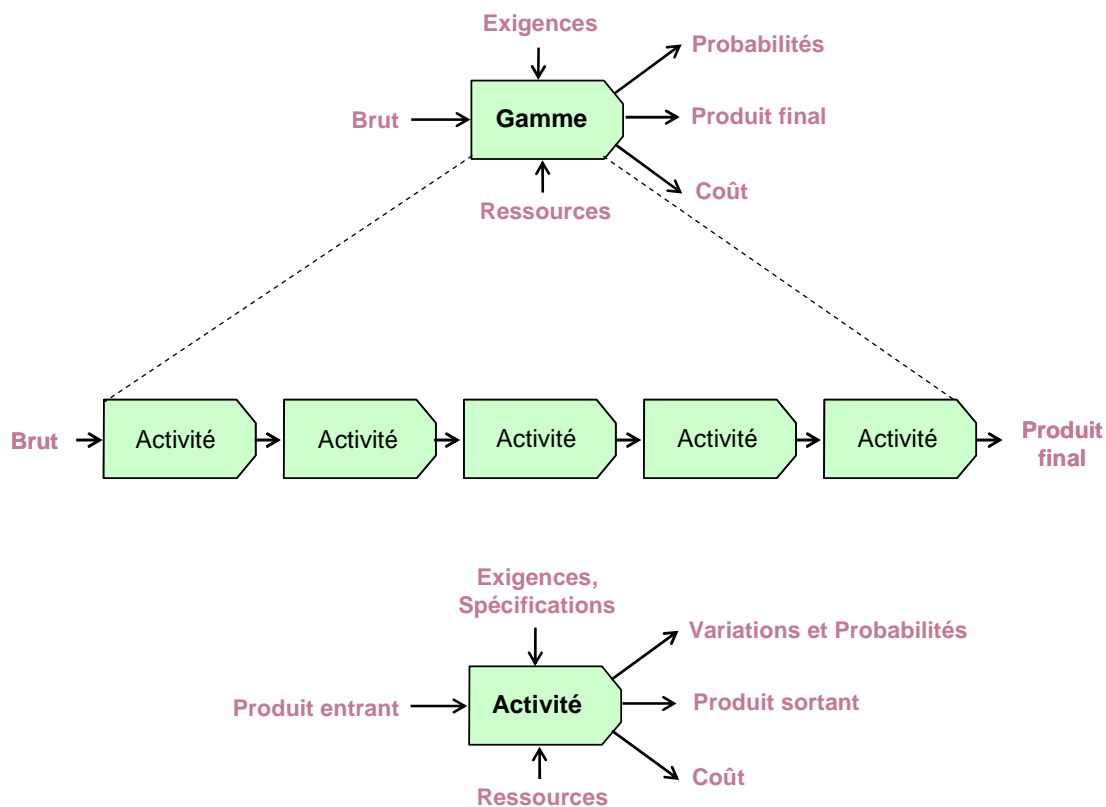 Exigences
Probabilités
Brut
Gamme
Produit final
Coût
Ressources
Brut
Activité
Activité
Activité
Activité
Activité
Produit
final
Exigences,
Spécifications
Variations et Probabilités
Produit entrant
Activité
Produit sortant
Coût
Ressources